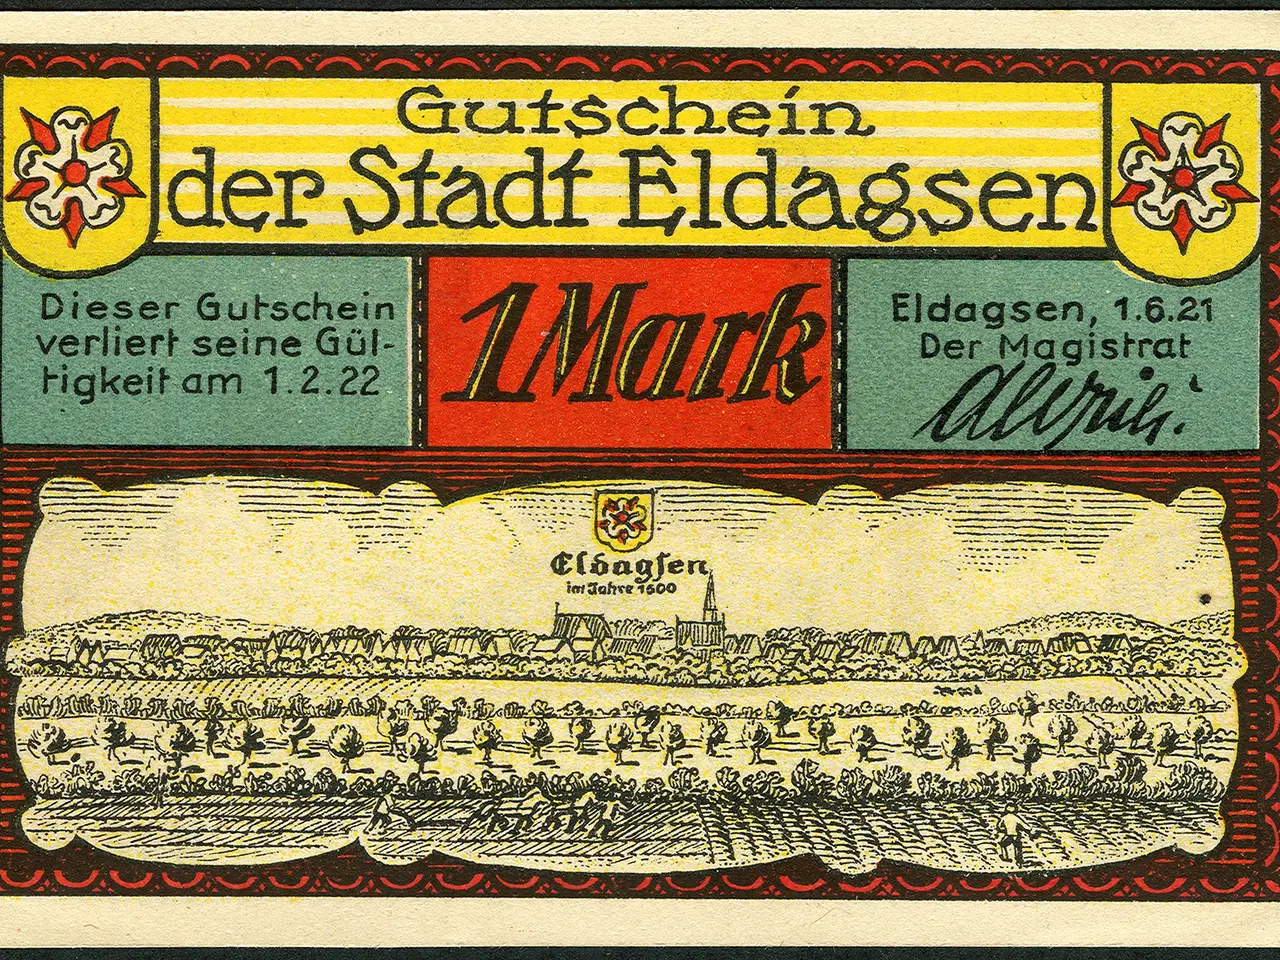 Gutschein
der Stadt Eldagsen
Dieser Gutschein
verliert seine Gül-
tigkeit am 1.2.22
1 Mark
Eldagsen, 1.6.21
Der Magistrat
Eldagsen
im Jahre 1600